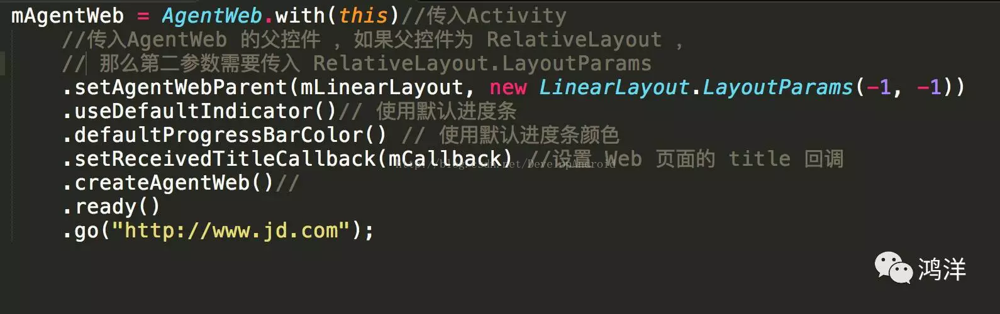 mAgentWeb = AgentWeb.with(this)//传入Activity
//传入AgentWeb 的父控件 ，如果父控件为 RelativeLayout ，
// 那么第二参数需要传入 RelativeLayout.LayoutParams
.setAgentWebParent(mLinearLayout, new LinearLayout.LayoutParams(-1, -1))
.useDefaultIndicator()// 使用默认进度条
.defaultProgressBarColor() // 使用默认进度条颜色
.setReceivedTitleCallback(mCallback) //设置 Web 页面的 title 回调
http://blog.csdn.net/DevelopAndroid
.createAgentWeb()//
.ready()
.go("http://www.jd.com");
鸿洋